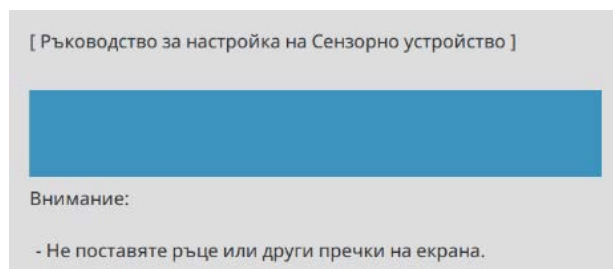 [ Ръководство за настройка на Сензорно устройство ]
Внимание:
- Не поставяте ръце или други пречки на екрана.